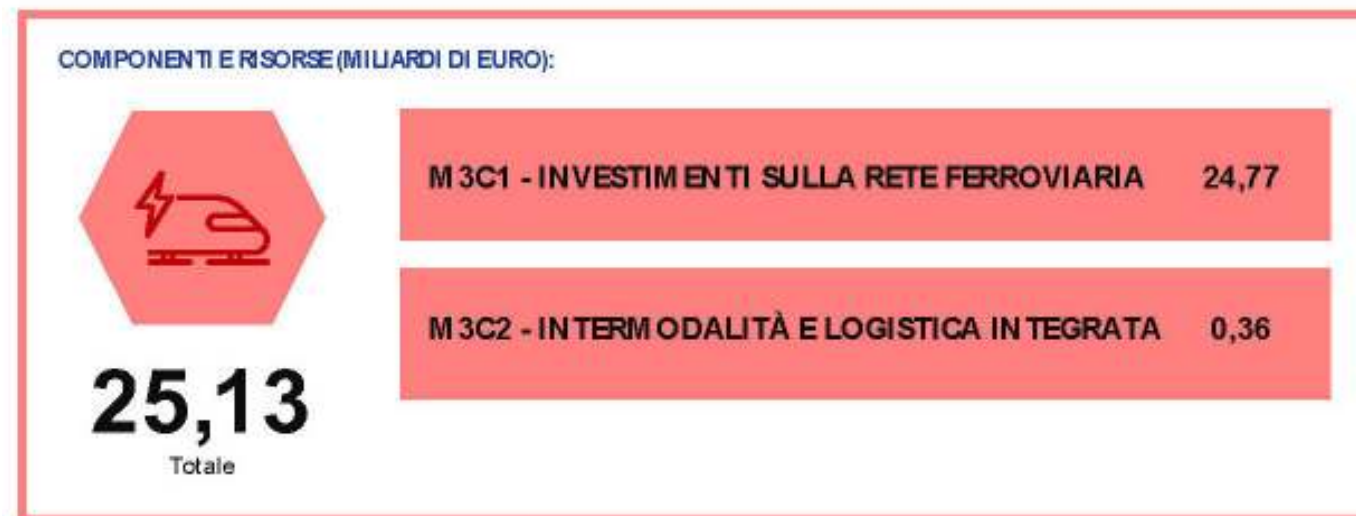 COMPONENTI E RISORSE (MILIARDI DI EURO):
M3C1 - INVESTIMENTI SULLA RETE FERROVIARIA 24,77
M3C2 - INTERMODALITÀ E LOGISTICA INTEGRATA 0,36
25,13
Totale